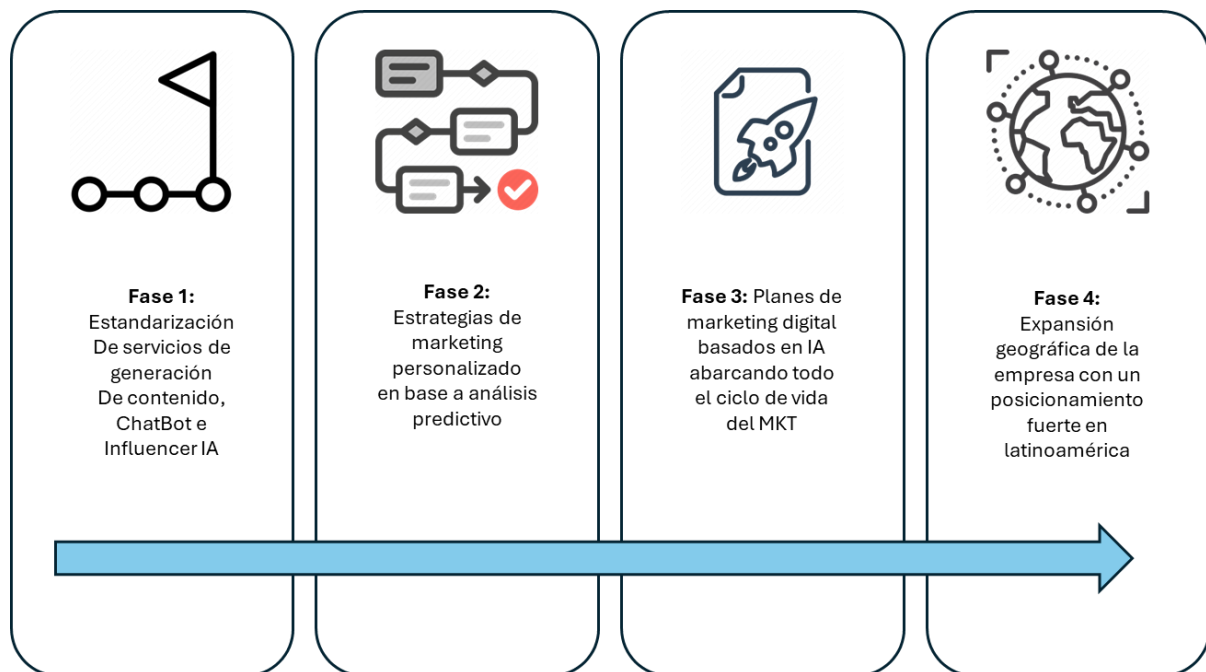 Fase 1:
Estandarización
De servicios de
generación
De contenido,
ChatBot e
Influencer IA
Fase 2:
Estrategias de
marketing
personalizado
en base a análisis
predictivo
Fase 3: Planes de
marketing digital
basados en IA
abarcando todo
el ciclo de vida
del MKT
Fase 4:
Expansión
geográfica de la
empresa con un
posicionamiento
fuerte en
latinoamérica